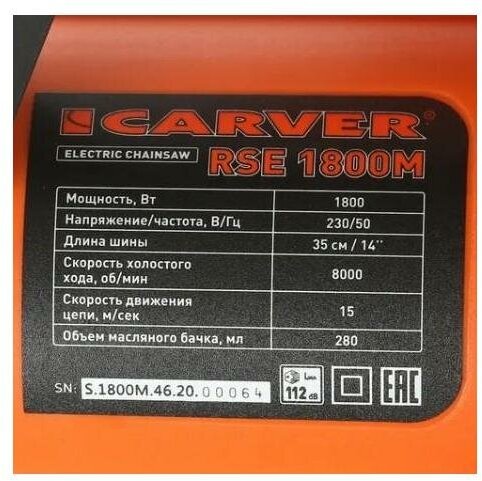 CARVER®
ELECTRIC CHAINSAW RSE 1800M
Мощность, Вт 1800
Напряжение/частота, В/Гц 230/50
Длина шины 35 см / 14''
Скорость холостого
хода, об/мин 8000
Скорость движения
цепи, м/сек 15
Объем масляного бачка, мл 280
SN: S.1800M.46.20.00064
LWA
112 dB
EAC